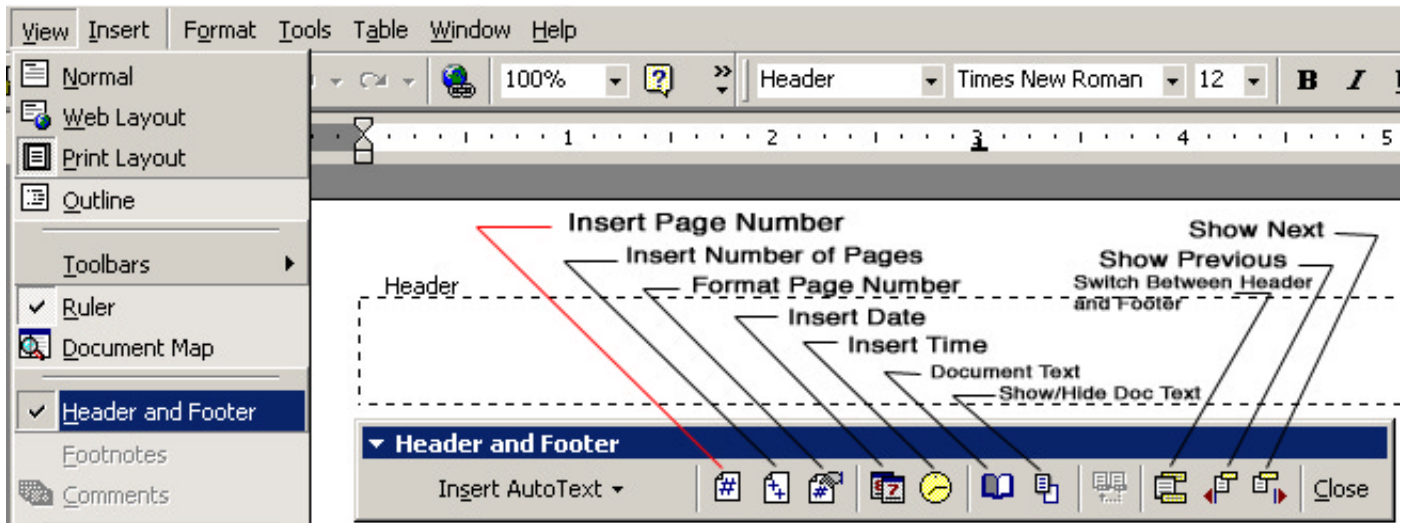 View Insert Format Tools Table Window Help
Normal
100% Header Times New Roman 12 B I
Web Layout
1 2 3 4 5
Print Layout
Outline
Insert Page Number
Show Next
Insert Number of Pages
Show Previous
Toolbars
Header
Format Page Number
Switch Between Header
and Footer
Ruler
Insert Date
Insert Time
Document Map
Document Text
Show/Hide Doc Text
Header and Footer
Header and Footer
Footnotes
Insert AutoText
Close
Comments